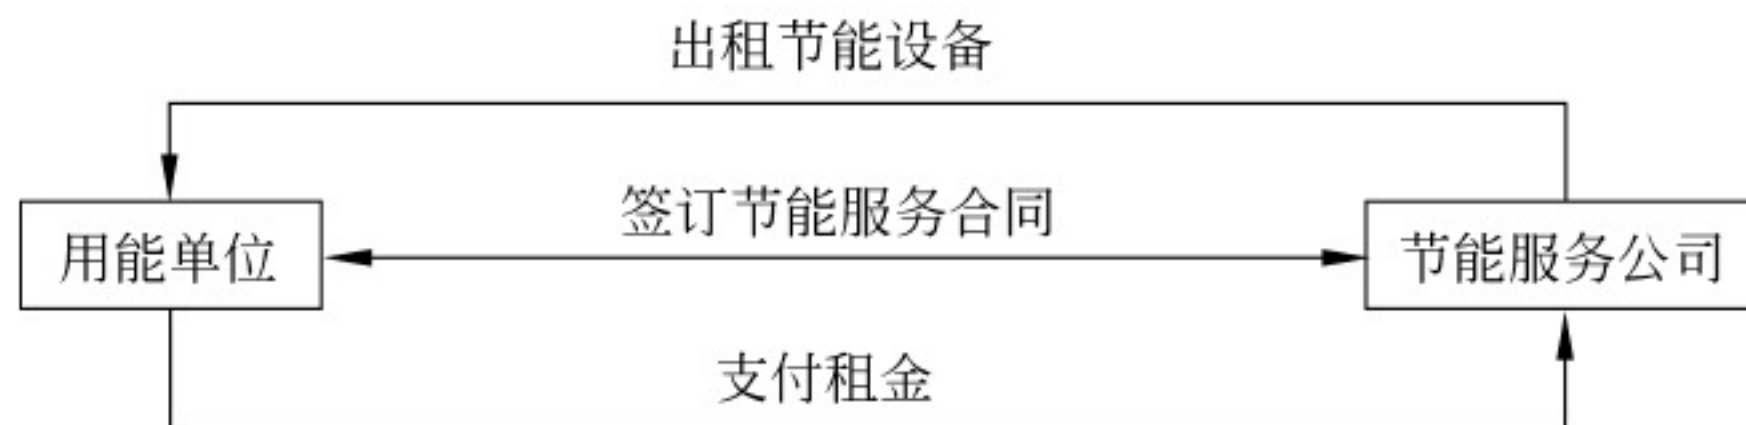 出租节能设备
签订节能服务合同
用能单位
节能服务公司
支付租金